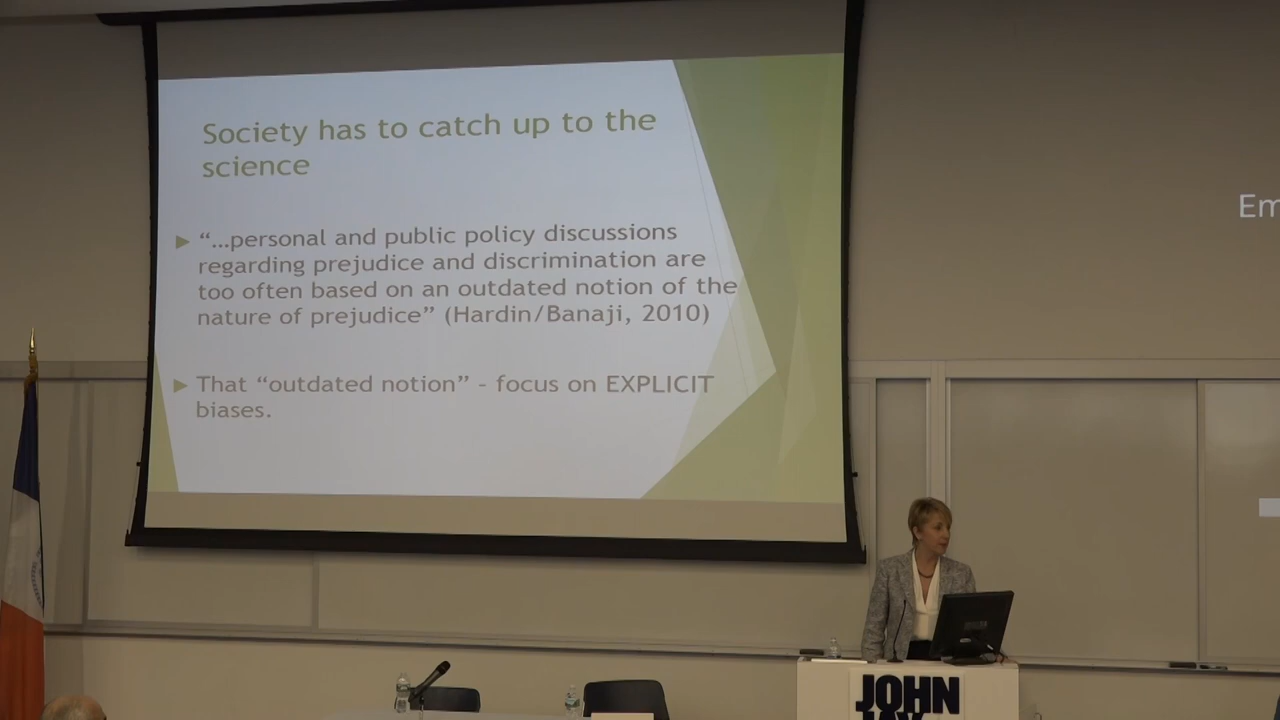 Society has to catch up to the
science
“…personal and public policy discussions
regarding prejudice and discrimination are
too often based on an outdated notion of the
nature of prejudice” (Hardin/Banaji, 2010)
That “outdated notion” – focus on EXPLICIT
biases.
Em
JOHN
JAY